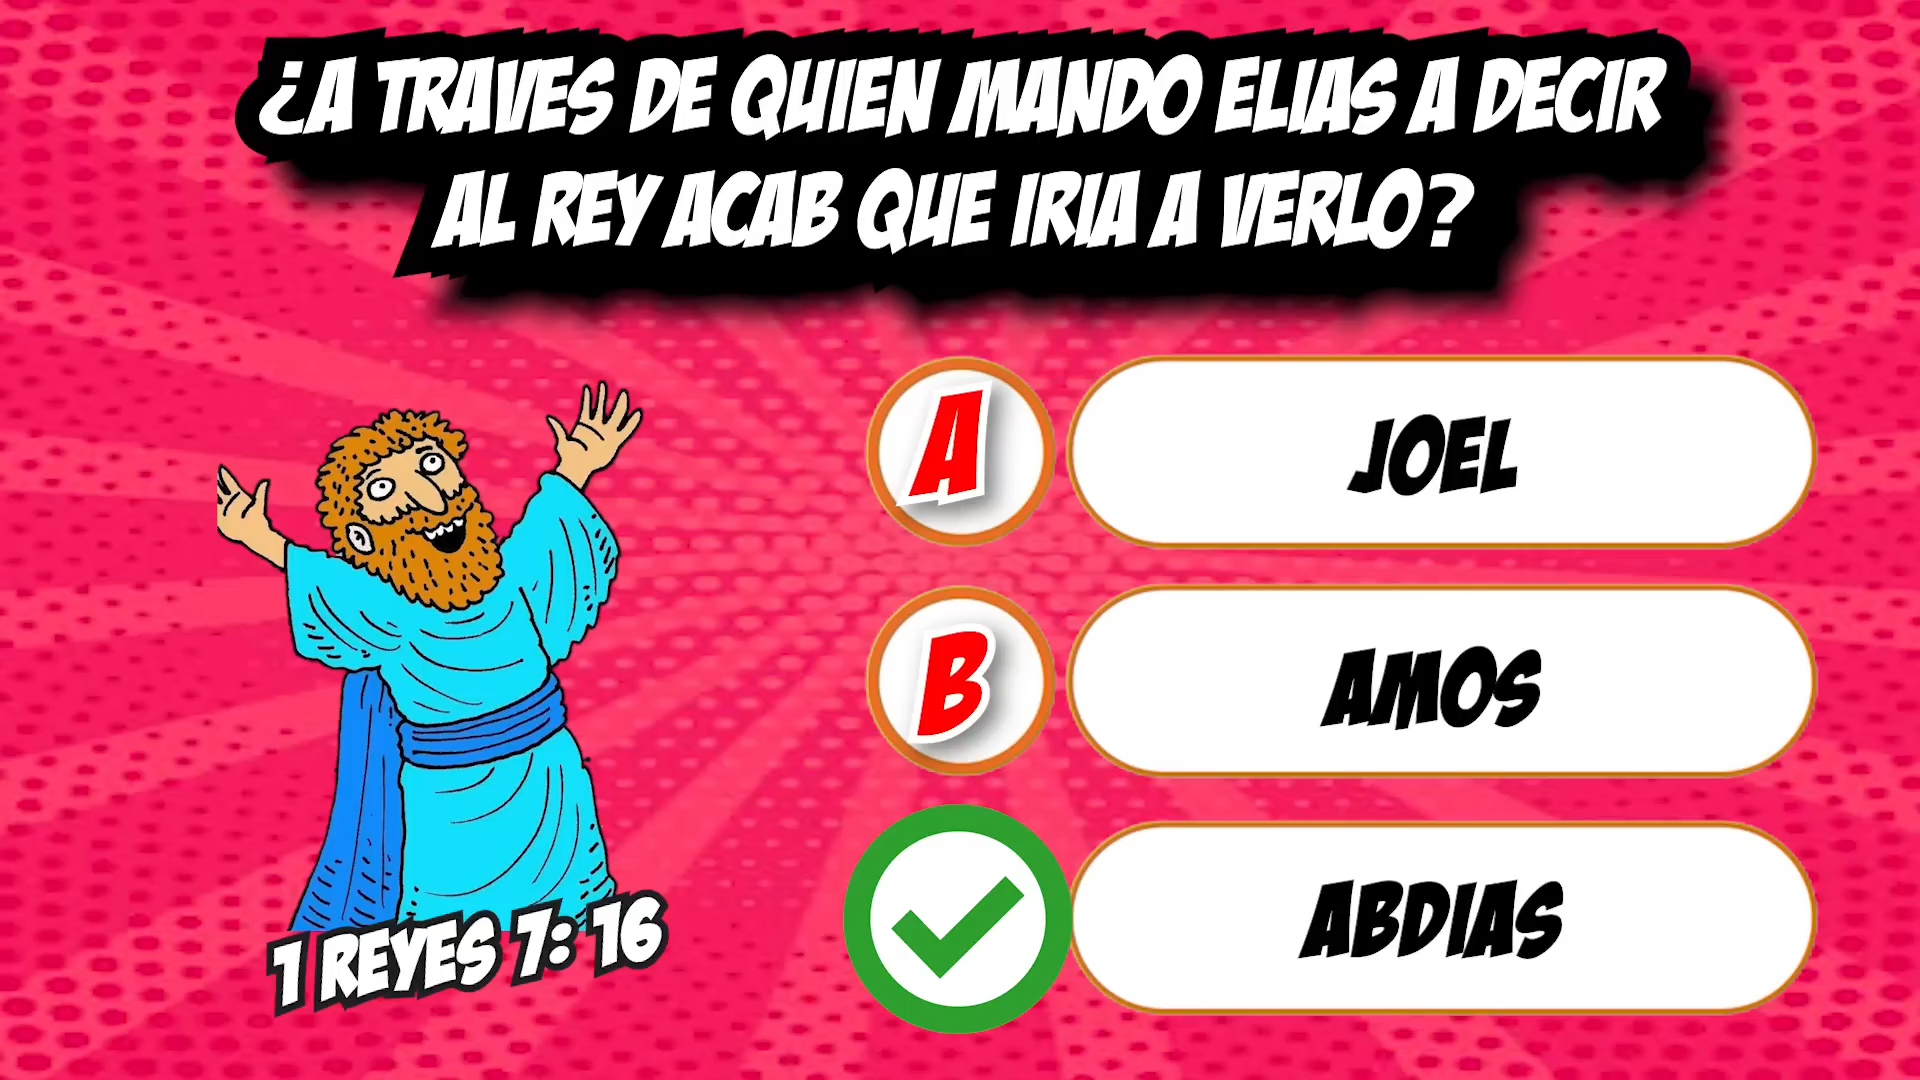 ¿A TRAVES DE QUIEN MANDO ELIAS A DECIR
AL REY ACAB QUE IRIA A VERLO?
A JOEL
B AMOS
ABDIAS
1 REYES 7: 16